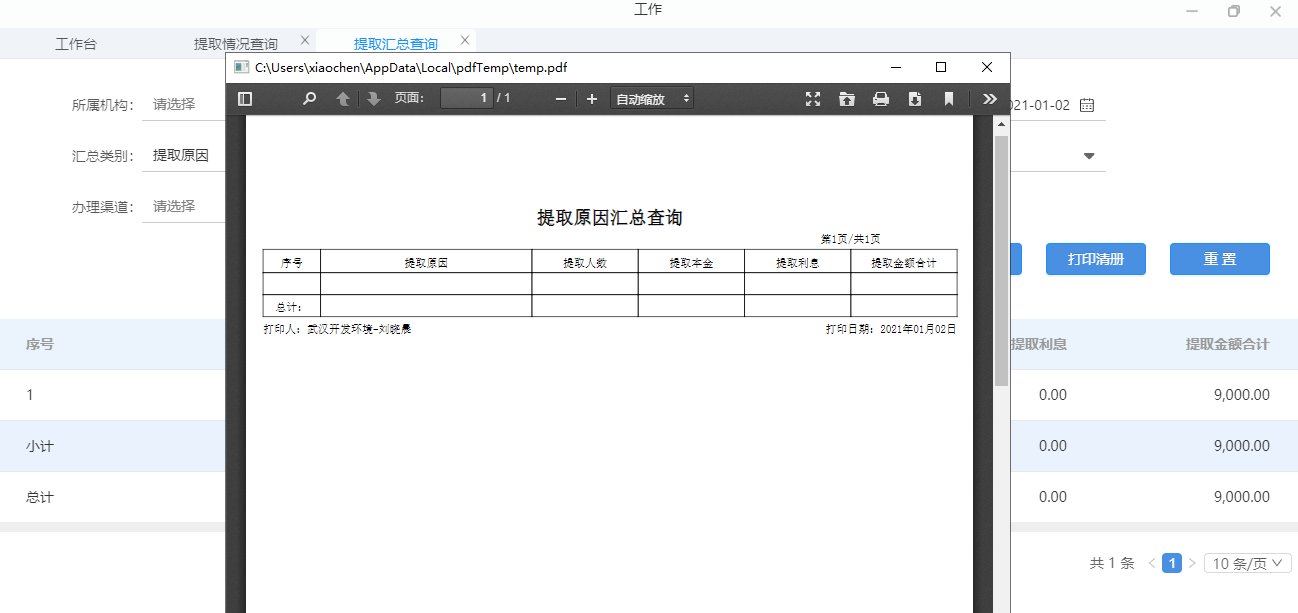 工作
工作台
提取情况查询
提取汇总查询
C:\Users\xiaochen\AppData\Local\pdfTemp\temp.pdf
页面: 1 / 1
自动缩放
所属机构: 请选择
021-01-02
汇总类别: 提取原因
办理渠道: 请选择
提取原因汇总查询
第1页/共1页
序号 提取原因 提取人数 提取本金 提取利息 提取金额合计
总计:
打印人: 武汉开发环境-刘晓晨
打印日期: 2021年01月02日
打印清册
重 置
序号 提取利息 提取金额合计
1 0.00 9,000.00
小计 0.00 9,000.00
总计 0.00 9,000.00
共 1 条 < 1 > 10 条/页